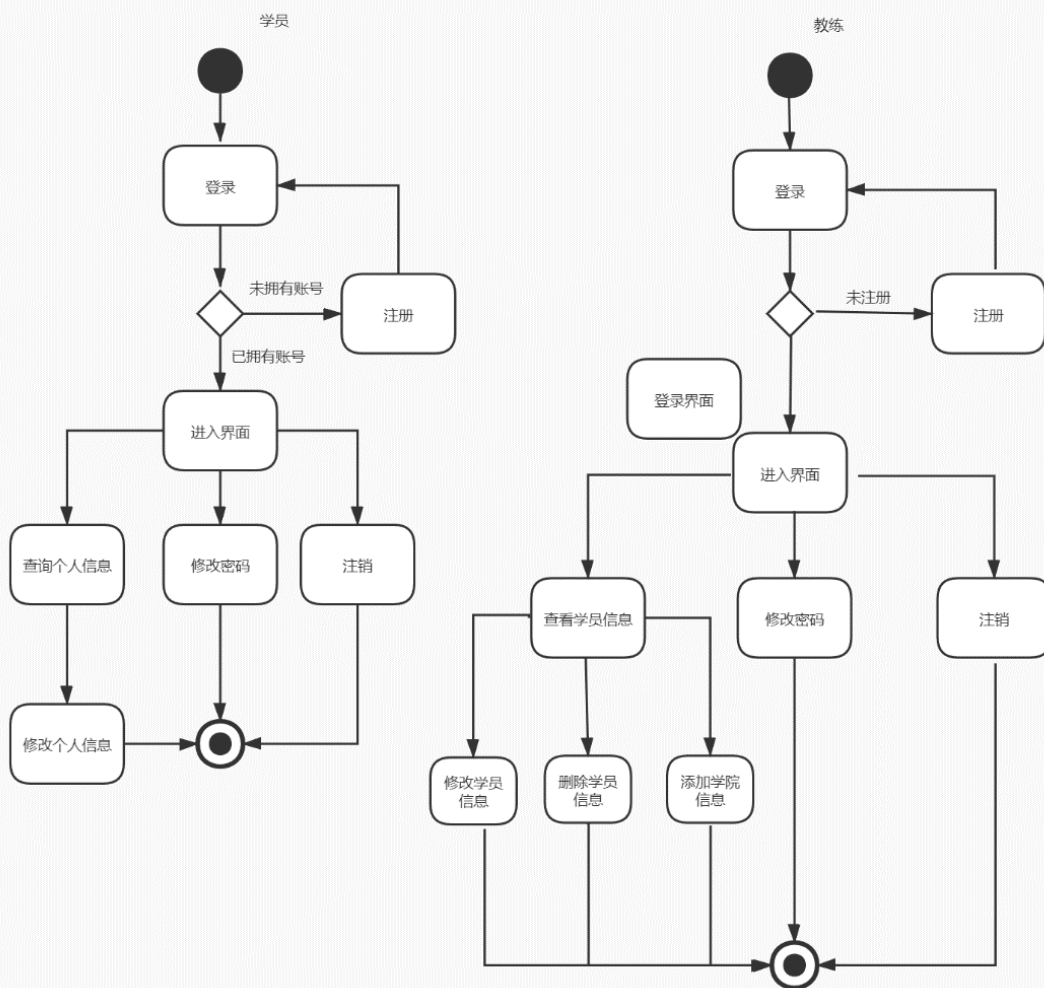 学员
登录
未拥有账号
注册
已拥有账号
进入界面
查询个人信息
修改密码
注销
修改个人信息
教练
登录
未注册
注册
登录界面
进入界面
查看学员信息
修改密码
注销
修改学员
信息
删除学员
信息
添加学院
信息